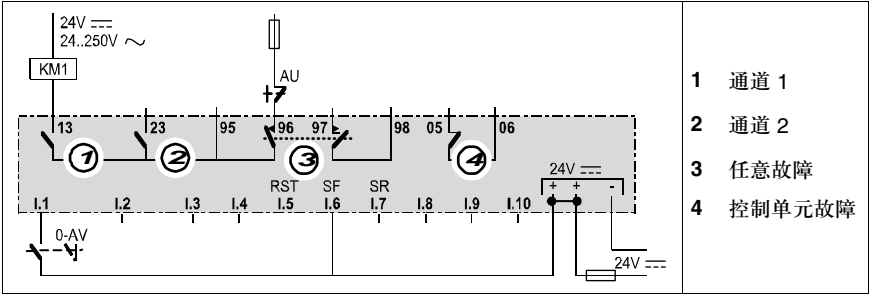 24V
24..250V
KM1
AU
13 23 95 96 97 98 05 06
1 2 3 4
24V
RST SF SR
+ + -
I.1 I.2 I.3 I.4 I.5 I.6 I.7 I.8 I.9 I.10
0-AV
24V
1 通道 1
2 通道 2
3 任意故障
4 控制单元故障